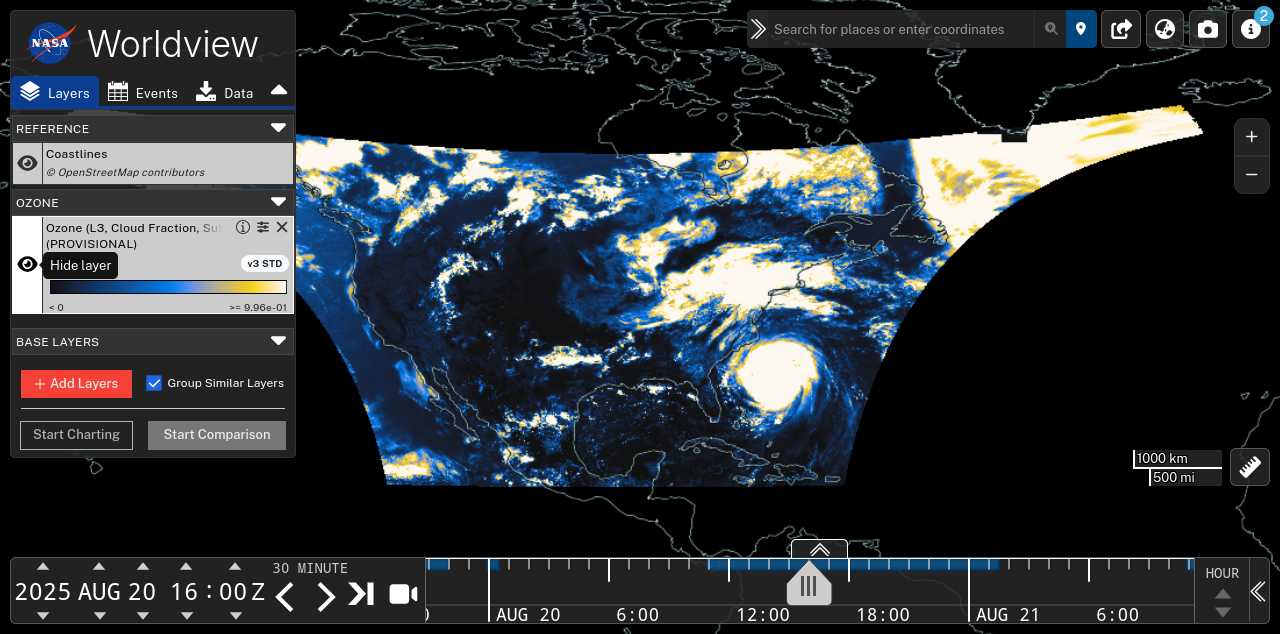 NASA
Worldview
Layers
Events
Data
REFERENCE
Coastlines
© OpenStreetMap contributors
OZONE
Ozone (L3, Cloud Fraction,
(PROVISIONAL)
Hide layer
v3 STD
< 0
>= 9.96e-01
BASE LAYERS
+ Add Layers
Group Similar Layers
Start Charting
Start Comparison
Search for places or enter coordinates
2
+
−
1000 km
500 mi
2025 AUG 20 16 : 00 Z
30 MINUTE
AUG 20
6:00
12:00
18:00
AUG 21
6:00
HOUR